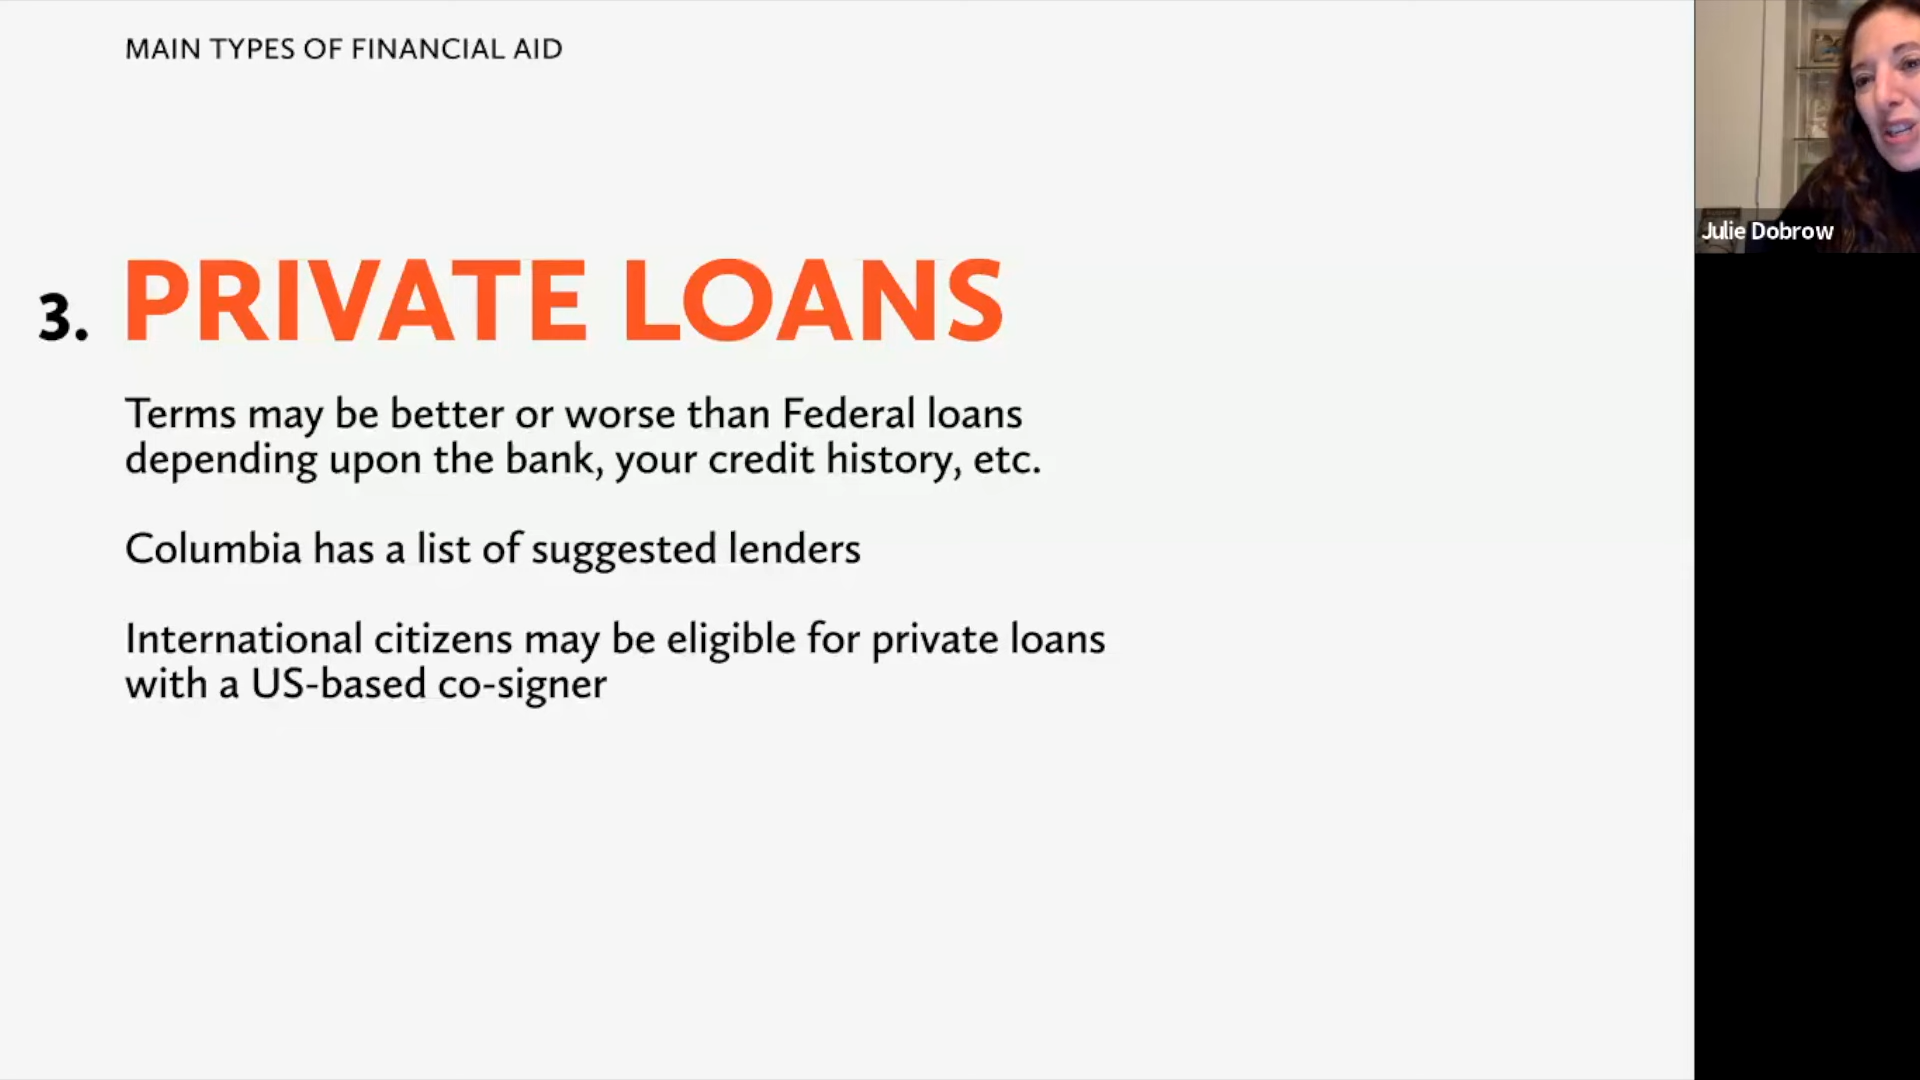 MAIN TYPES OF FINANCIAL AID
Julie Dobrow
3. PRIVATE LOANS
Terms may be better or worse than Federal loans
depending upon the bank, your credit history, etc.
Columbia has a list of suggested lenders
International citizens may be eligible for private loans
with a US-based co-signer